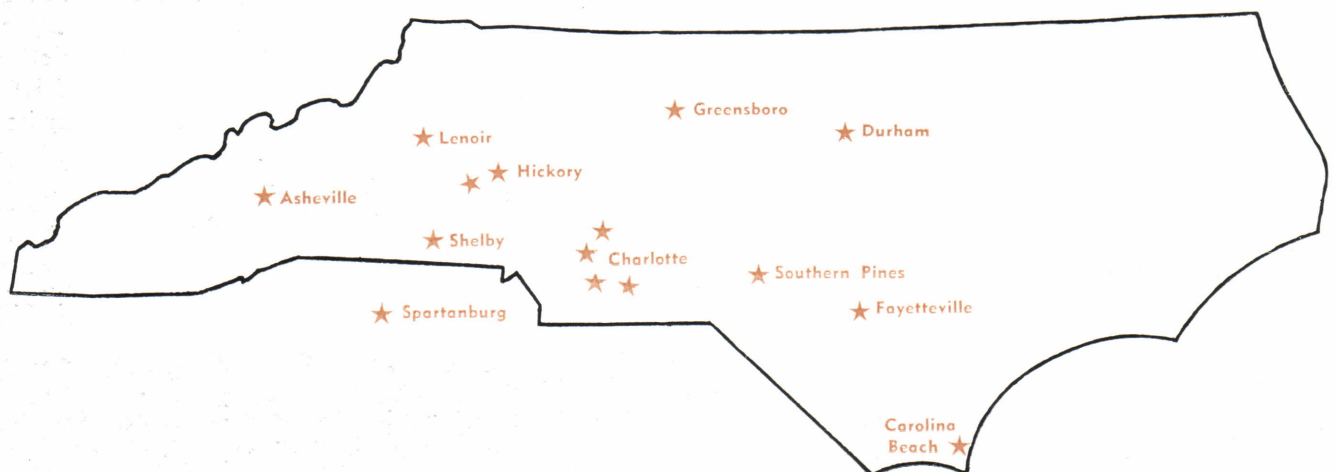 Greensboro
Durham
Lenoir
Hickory
Asheville
Shelby
Charlotte
Southern Pines
Spartanburg
Fayetteville
Carolina
Beach